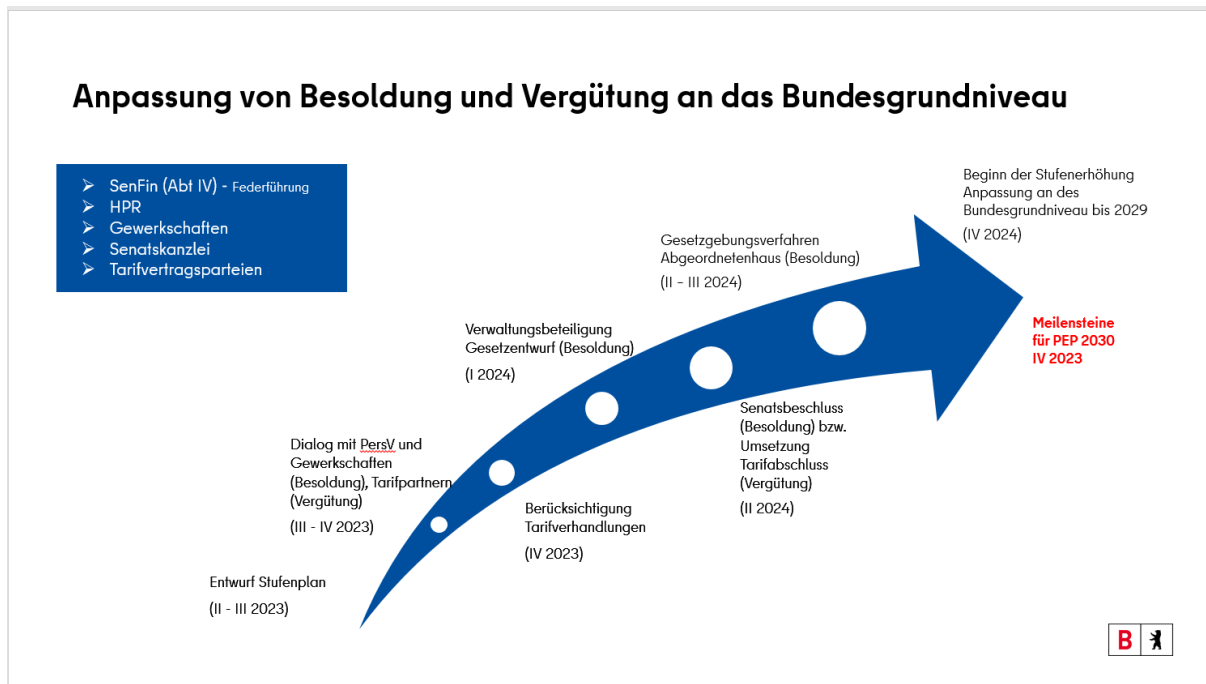 Anpassung von Besoldung und Vergütung an das Bundesgrundniveau
➢ SenFin (Abt IV) - Federführung
➢ HPR
➢ Gewerkschaften
➢ Senatskanzlei
➢ Tarifvertragsparteien
Beginn der Stufenerhöhung
Anpassung an des
Bundesgrundniveau bis 2029
(IV 2024)
Gesetzgebungsverfahren
Abgeordnetenhaus (Besoldung)
(II - III 2024)
Meilensteine
für PEP 2030
IV 2023
Verwaltungsbeteiligung
Gesetzentwurf (Besoldung)
(I 2024)
Senatsbeschluss
(Besoldung) bzw.
Umsetzung
Tarifabschluss
(Vergütung)
(II 2024)
Dialog mit PersV und
Gewerkschaften
(Besoldung), Tarifpartnern
(Vergütung)
(III - IV 2023)
Berücksichtigung
Tarifverhandlungen
(IV 2023)
Entwurf Stufenplan
(II - III 2023)
B